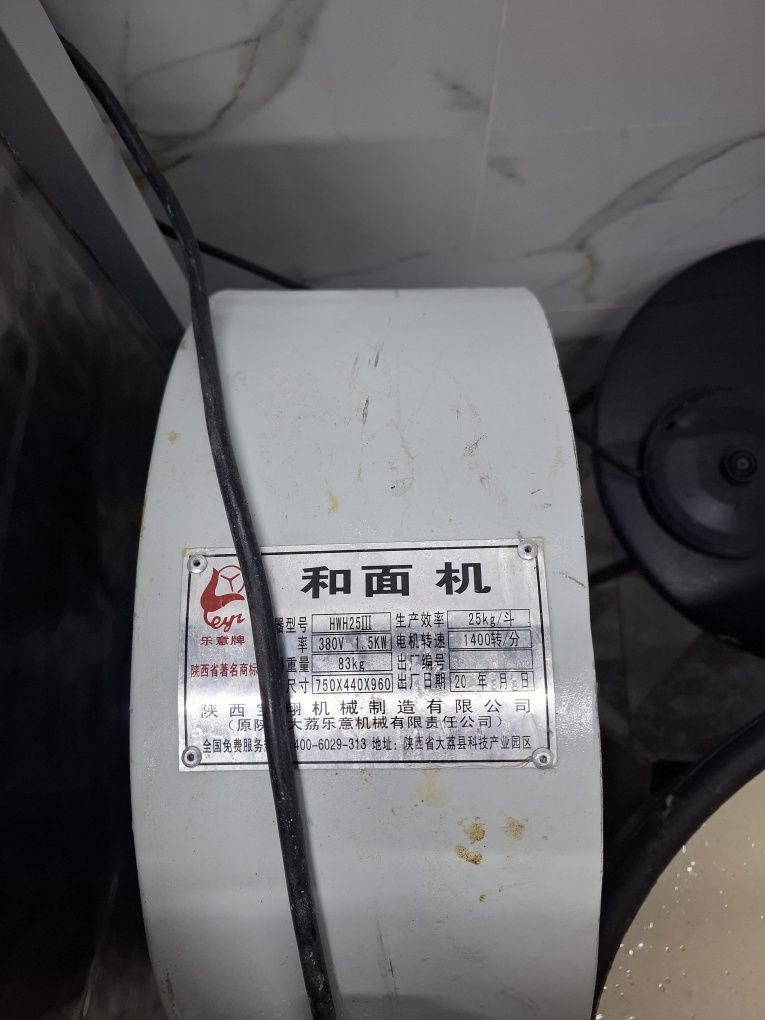 和面机
Leyi
乐意牌
陕西省著名商标
器型号 HWH25III 生产效率 25kg/斗
率 380V 1.5KW 电机转速 1400转/分
重量 83kg 出厂编号
尺寸 750X440X960 出厂日期 20 年8月8日
陕西 翔机械制造有限公司
(原陕 大荔乐意机械有限责任公司)
全国免费服务 400-6029-313 地址: 陕西省大荔县科技产业园区